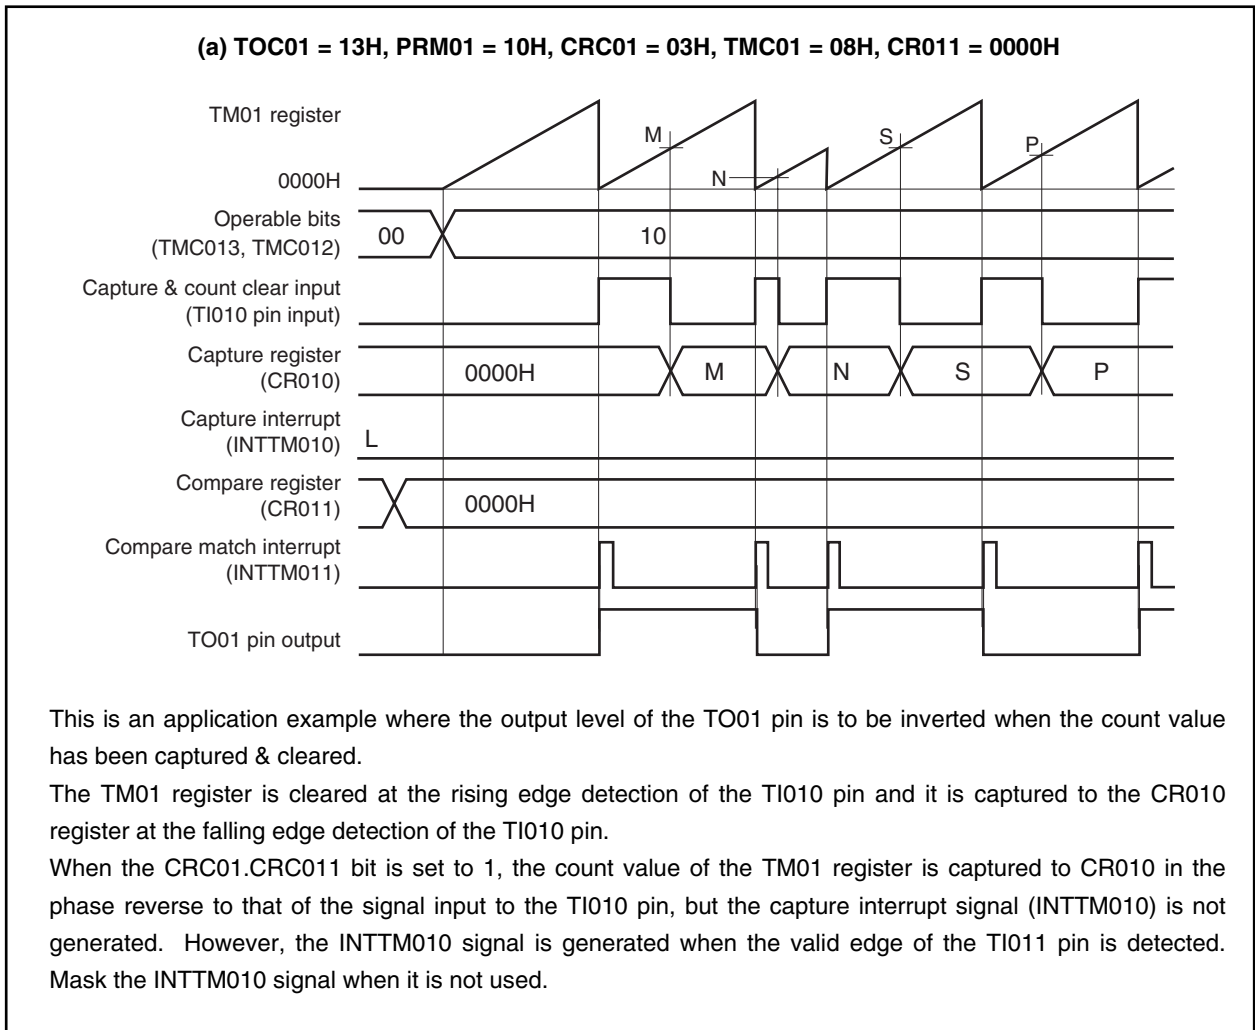 (a) TOC01 = 13H, PRM01 = 10H, CRC01 = 03H, TMC01 = 08H, CR011 = 0000H
TM01 register
M
S
P
N
0000H
Operable bits
(TMC013, TMC012)
00
10
Capture & count clear input
(TI010 pin input)
Capture register
(CR010)
0000H
M
N
S
P
Capture interrupt
(INTTM010)
L
Compare register
(CR011)
0000H
Compare match interrupt
(INTTM011)
TO01 pin output
This is an application example where the output level of the TO01 pin is to be inverted when the count value
has been captured & cleared.
The TM01 register is cleared at the rising edge detection of the TI010 pin and it is captured to the CR010
register at the falling edge detection of the TI010 pin.
When the CRC01.CRC011 bit is set to 1, the count value of the TM01 register is captured to CR010 in the
phase reverse to that of the signal input to the TI010 pin, but the capture interrupt signal (INTTM010) is not
generated. However, the INTTM010 signal is generated when the valid edge of the TI011 pin is detected.
Mask the INTTM010 signal when it is not used.